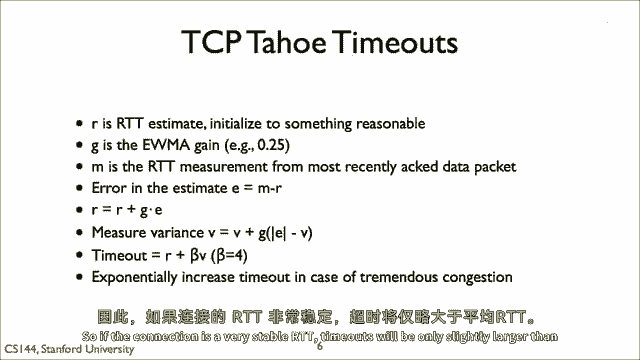 TCP Tahoe Timeouts
• r is RTT estimate, initialize to something reasonable
• g is the EWMA gain (e.g., 0.25)
• m is the RTT measurement from most recently acked data packet
• Error in the estimate e = m-r
• r = r + g·e
• Measure variance v = v + g(|e| - v)
• Timeout = r + βv (β=4)
• Exponentially increase timeout in case of tremendous congestion
因此，如果连接的 RTT 非常稳定，超时将仅略大于平均RTT。
So if the connection is a very stable RTT, timeouts will be only slightly larger than
CS144, Stanford University
6